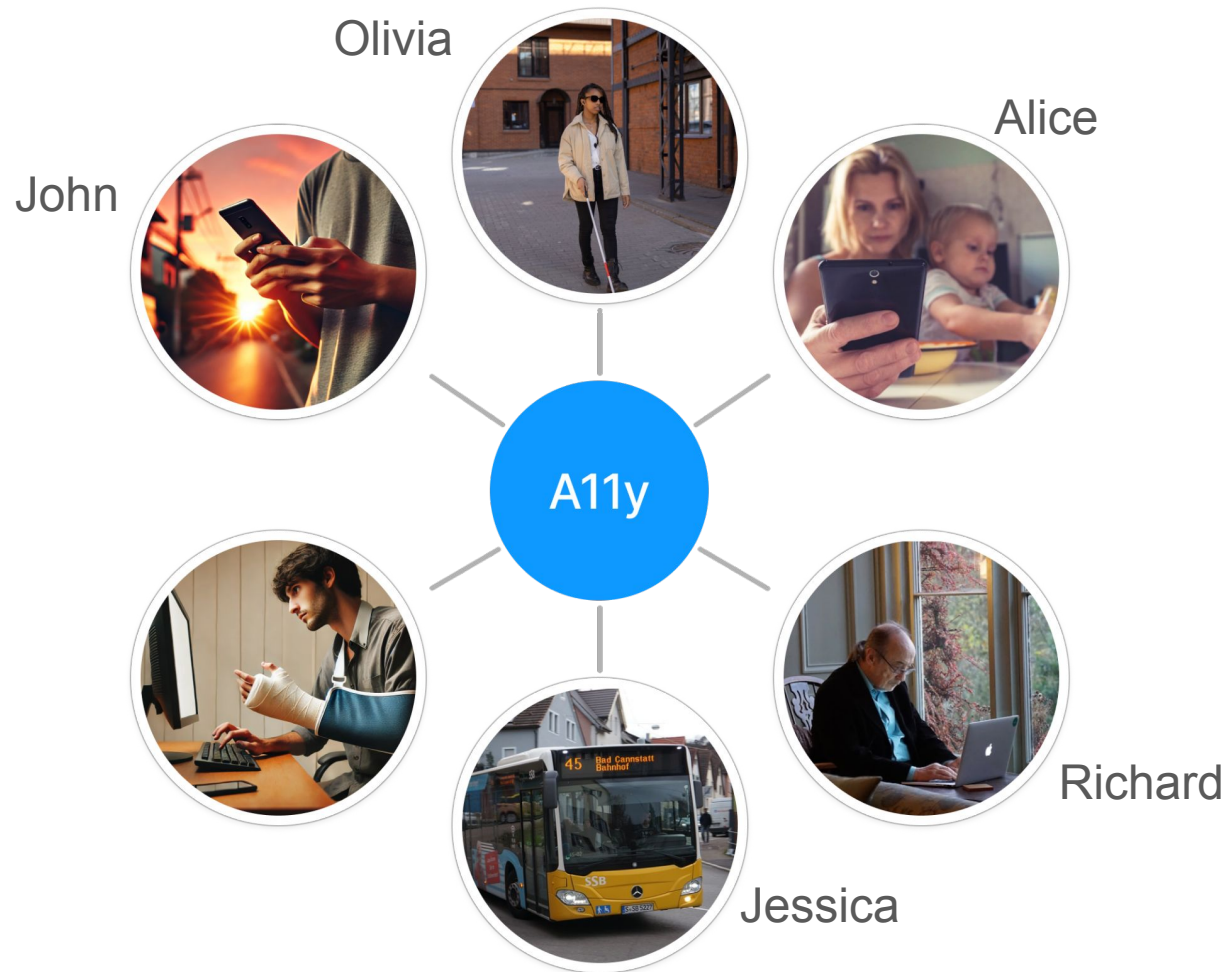 Olivia
Alice
John
A11y
45 Bad Cannstatt
Bahnhof
SSB
Richard
Jessica